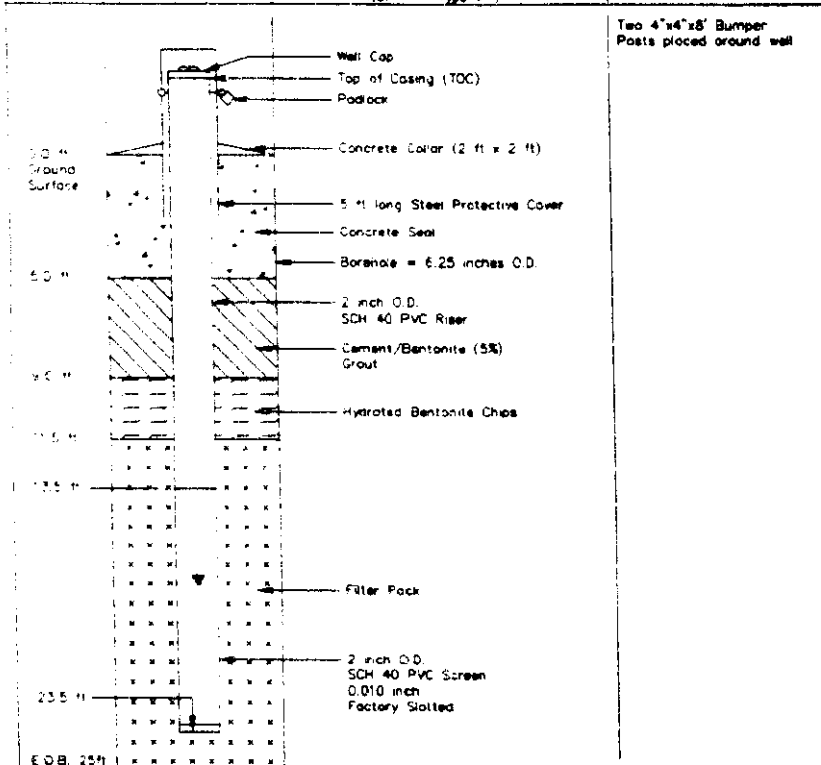 Two 4"x4"x8' Bumper
Posts placed around well
Well Cap
Top of Casing (TOC)
Padlock
Concrete Collar (2 ft x 2 ft)
Ground
Surface
5 ft long Steel Protective Cover
Concrete Seal
Borehole = 6.25 inches O.D.
2 inch O.D.
SCH 40 PVC Riser
Cement/Bentonite (5%)
Grout
Hydrated Bentonite Chips
13.5 ft
Filter Pack
2 inch O.D.
SCH 40 PVC Screen
0.010 inch
Factory Slotted
23.5 ft
E.O.B. 25ft